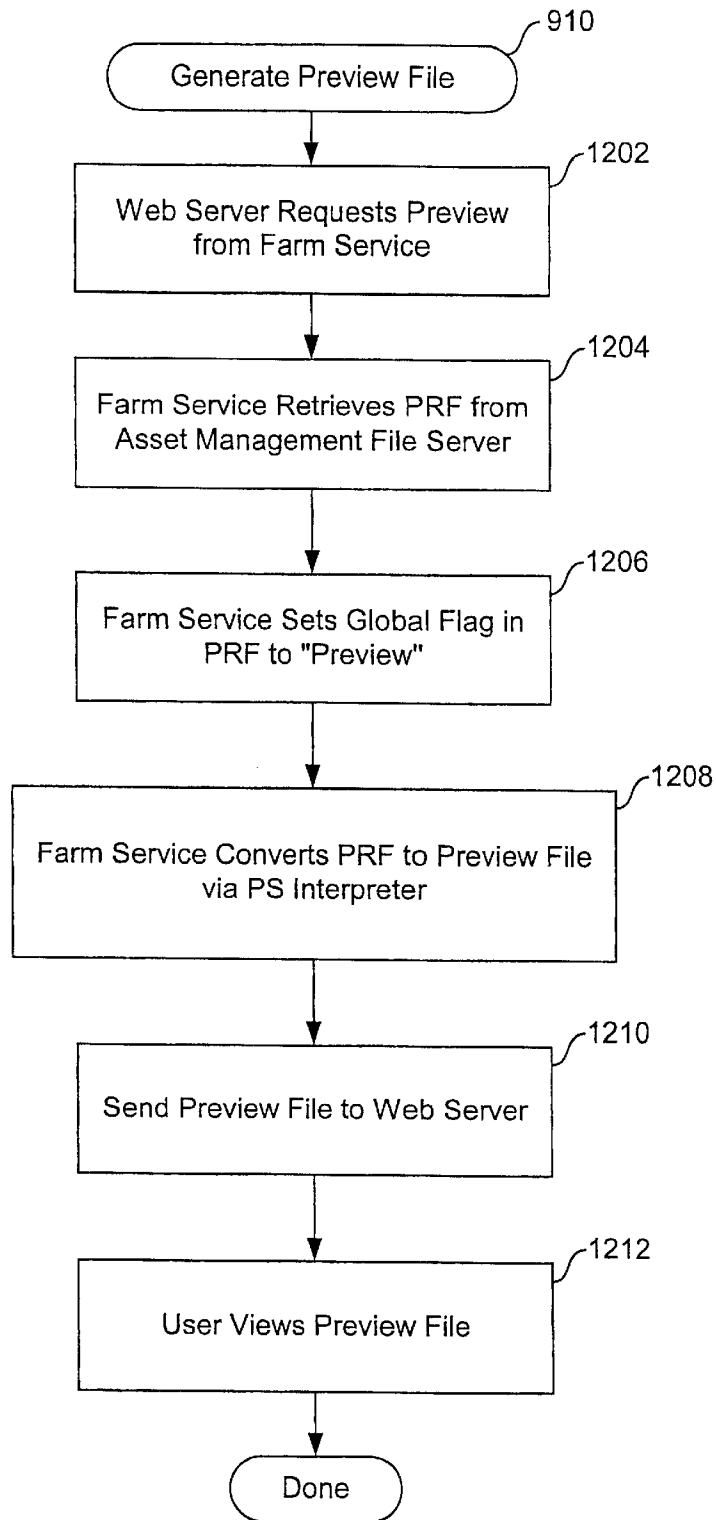 910
Generate Preview File
1202
Web Server Requests Preview
from Farm Service
1204
Farm Service Retrieves PRF from
Asset Management File Server
1206
Farm Service Sets Global Flag in
PRF to "Preview"
1208
Farm Service Converts PRF to Preview File
via PS Interpreter
1210
Send Preview File to Web Server
1212
User Views Preview File
Done